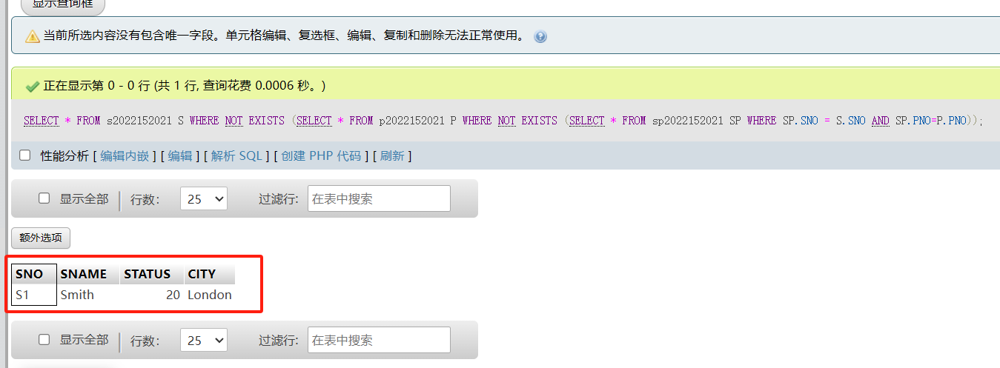 显示查询框
当前所选内容没有包含唯一字段。单元格编辑、复选框、编辑、复制和删除无法正常使用。
正在显示第 0 - 0 行 (共 1 行, 查询花费 0.0006 秒。)
SELECT * FROM s2022152021 S WHERE NOT EXISTS (SELECT * FROM p2022152021 P WHERE NOT EXISTS (SELECT * FROM sp2022152021 SP WHERE SP.SNO = S.SNO AND SP.PNO=P.PNO));
性能分析 [ 编辑内嵌 ] [ 编辑 ] [ 解析 SQL ] [ 创建 PHP 代码 ] [ 刷新 ]
显示全部 行数： 25 过滤行: 在表中搜索
额外选项
SNO SNAME STATUS CITY
S1 Smith 20 London
显示全部 行数： 25 过滤行: 在表中搜索